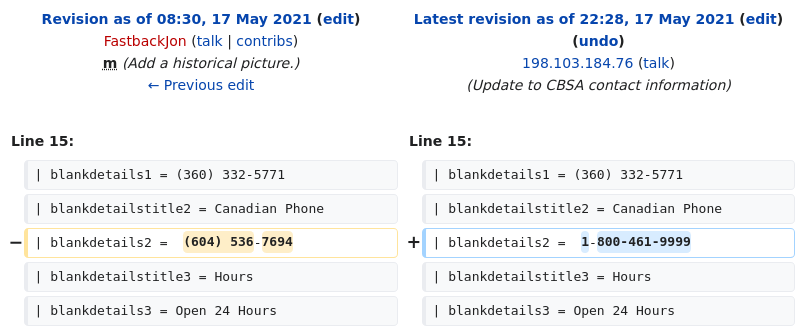 Revision as of 08:30, 17 May 2021 (edit)
FastbackJon (talk | contribs)
m (Add a historical picture.)
← Previous edit
Latest revision as of 22:28, 17 May 2021 (edit)
(undo)
198.103.184.76 (talk)
(Update to CBSA contact information)
Line 15:
| blankdetails1 = (360) 332-5771
| blankdetailstitle2 = Canadian Phone
− | blankdetails2 =  (604) 536-7694
| blankdetailstitle3 = Hours
| blankdetails3 = Open 24 Hours
Line 15:
| blankdetails1 = (360) 332-5771
| blankdetailstitle2 = Canadian Phone
+ | blankdetails2 =  1-800-461-9999
| blankdetailstitle3 = Hours
| blankdetails3 = Open 24 Hours